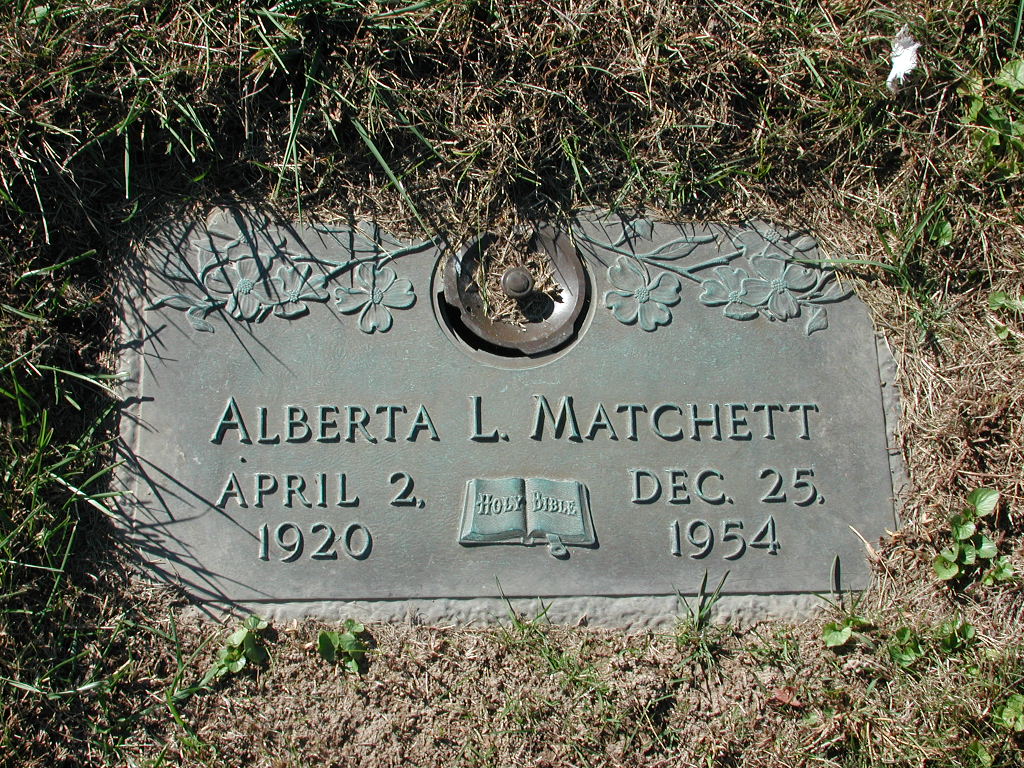 ALBERTA L. MATCHETT
APRIL 2, DEC. 25,
HOLY BIBLE
1920 1954